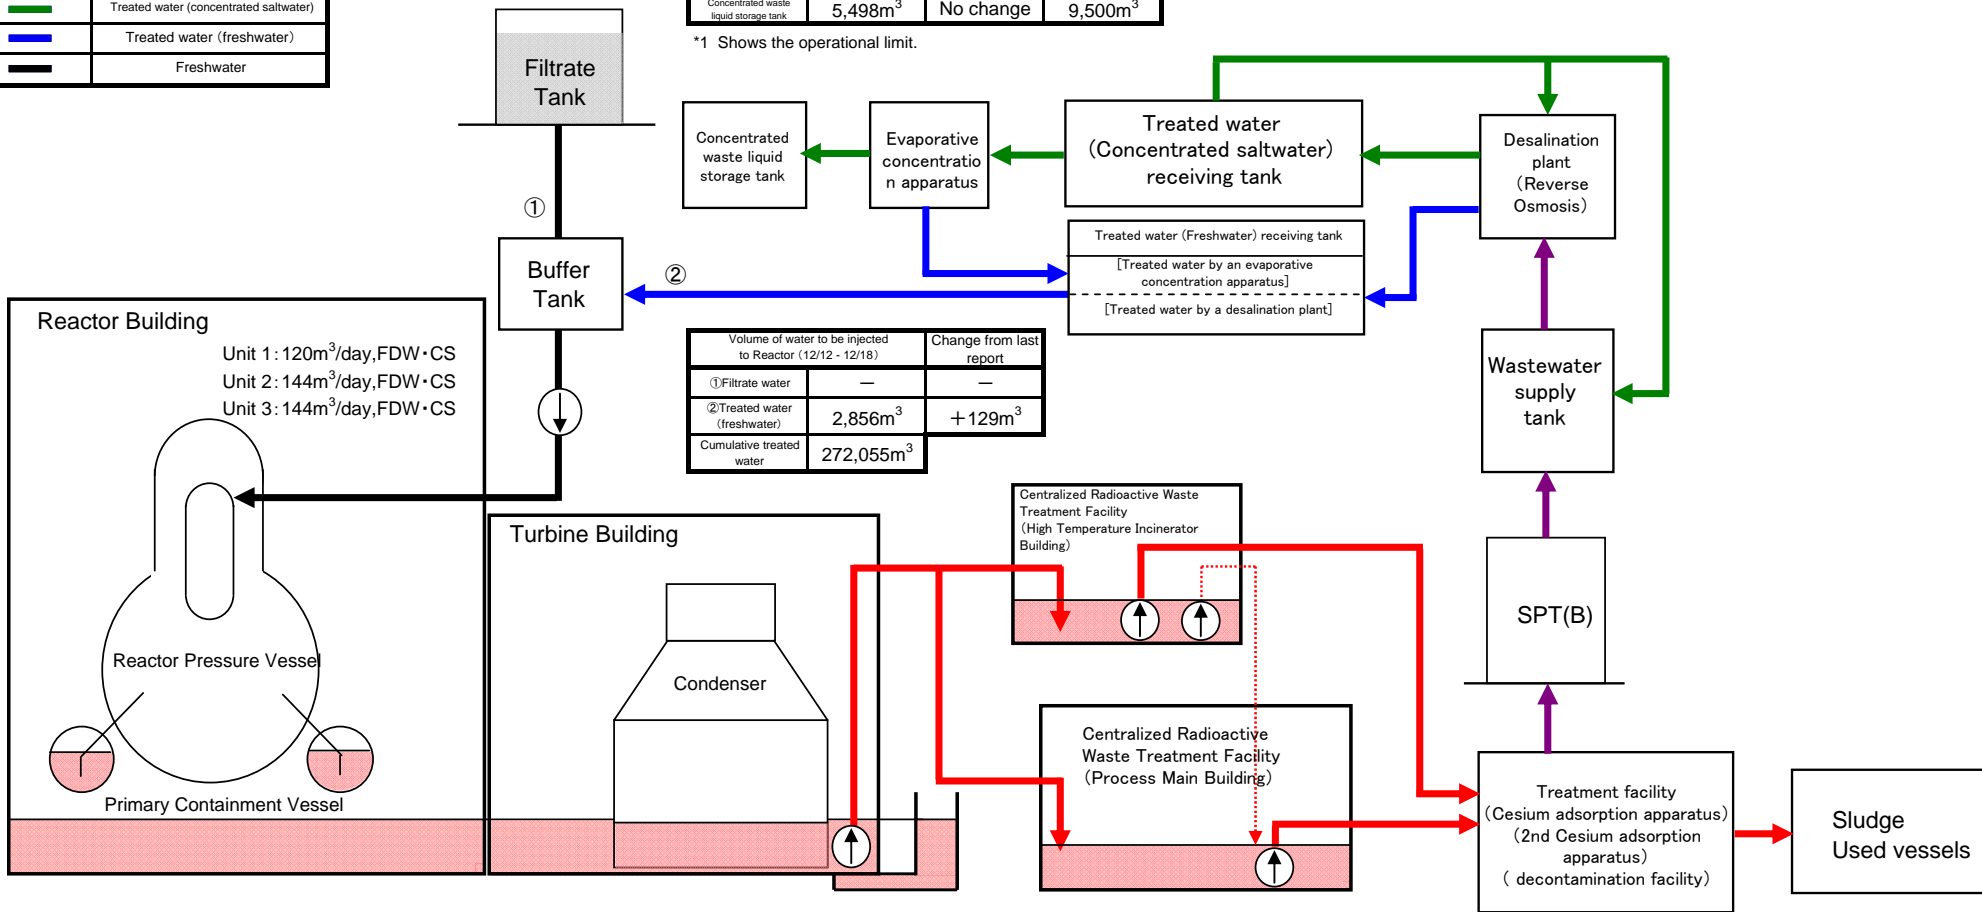 Treated water (concentrated saltwater)
Treated water (freshwater)
Freshwater
Concentrated waste
liquid storage tank
5,498m³
No change
9,500m³
*1 Shows the operational limit.
Filtrate
Tank
①
Buffer
Tank
②
Concentrated
waste liquid
storage tank
Evaporative
concentratio
n apparatus
Treated water
(Concentrated saltwater)
receiving tank
Desalination
plant
(Reverse
Osmosis)
Treated water (Freshwater) receiving tank
[Treated water by an evaporative
concentration apparatus]
[Treated water by a desalination plant]
Wastewater
supply
tank
SPT(B)
Reactor Building
Unit 1:120m³/day,FDW・CS
Unit 2:144m³/day,FDW・CS
Unit 3:144m³/day,FDW・CS
Volume of water to be injected
to Reactor (12/12 - 12/18)
Change from last
report
①Filtrate water
—
—
②Treated water
(freshwater)
2,856m³
+129m³
Cumulative treated
water
272,055m³
Reactor Pressure Vessel
Primary Containment Vessel
Turbine Building
Condenser
Centralized Radioactive Waste
Treatment Facility
(High Temperature Incinerator
Building)
Centralized Radioactive
Waste Treatment Facility
(Process Main Building)
Treatment facility
(Cesium adsorption apparatus)
(2nd Cesium adsorption
apparatus)
( decontamination facility)
Sludge
Used vessels